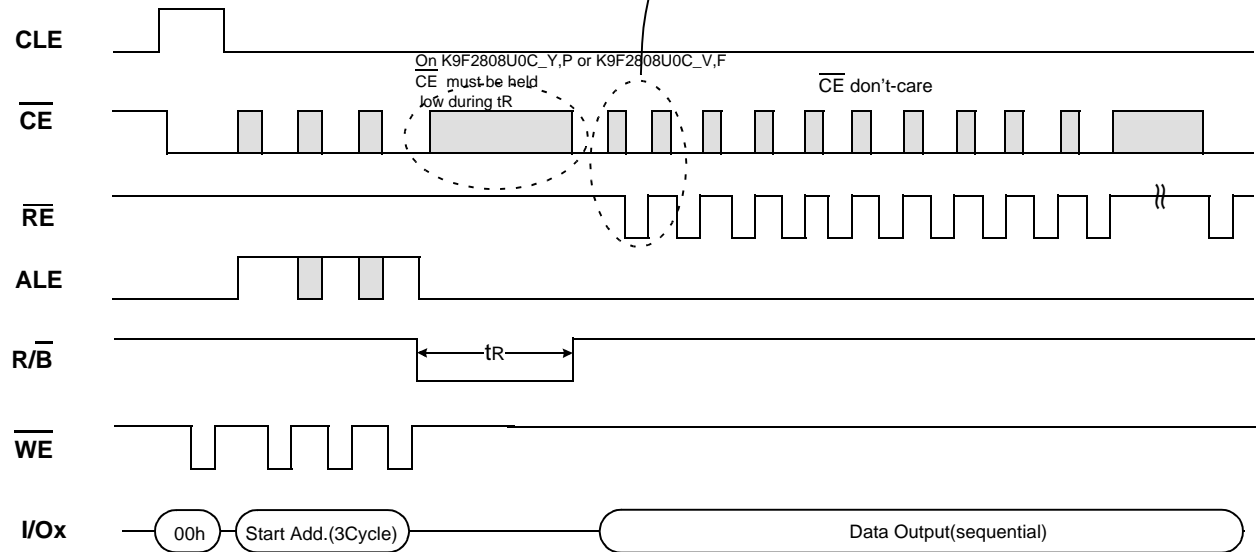 CLE
On K9F2808U0C_Y,P or K9F2808U0C_V,F
CE must be held
low during tR
CE don't-care
CE
RE
ALE
R/B
tR
WE
I/Ox
00h
Start Add.(3Cycle)
Data Output(sequential)